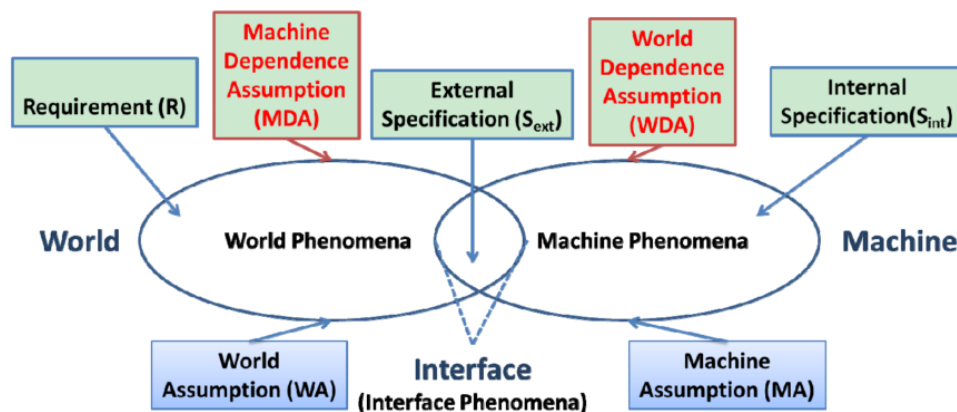 Machine
Dependence
Assumption
(MDA)
World
Dependence
Assumption
(WDA)
Requirement (R)
External
Specification (Sext)
Internal
Specification(Sint)
World
World Phenomena
Machine Phenomena
Machine
World
Assumption (WA)
Interface
(Interface Phenomena)
Machine
Assumption (MA)